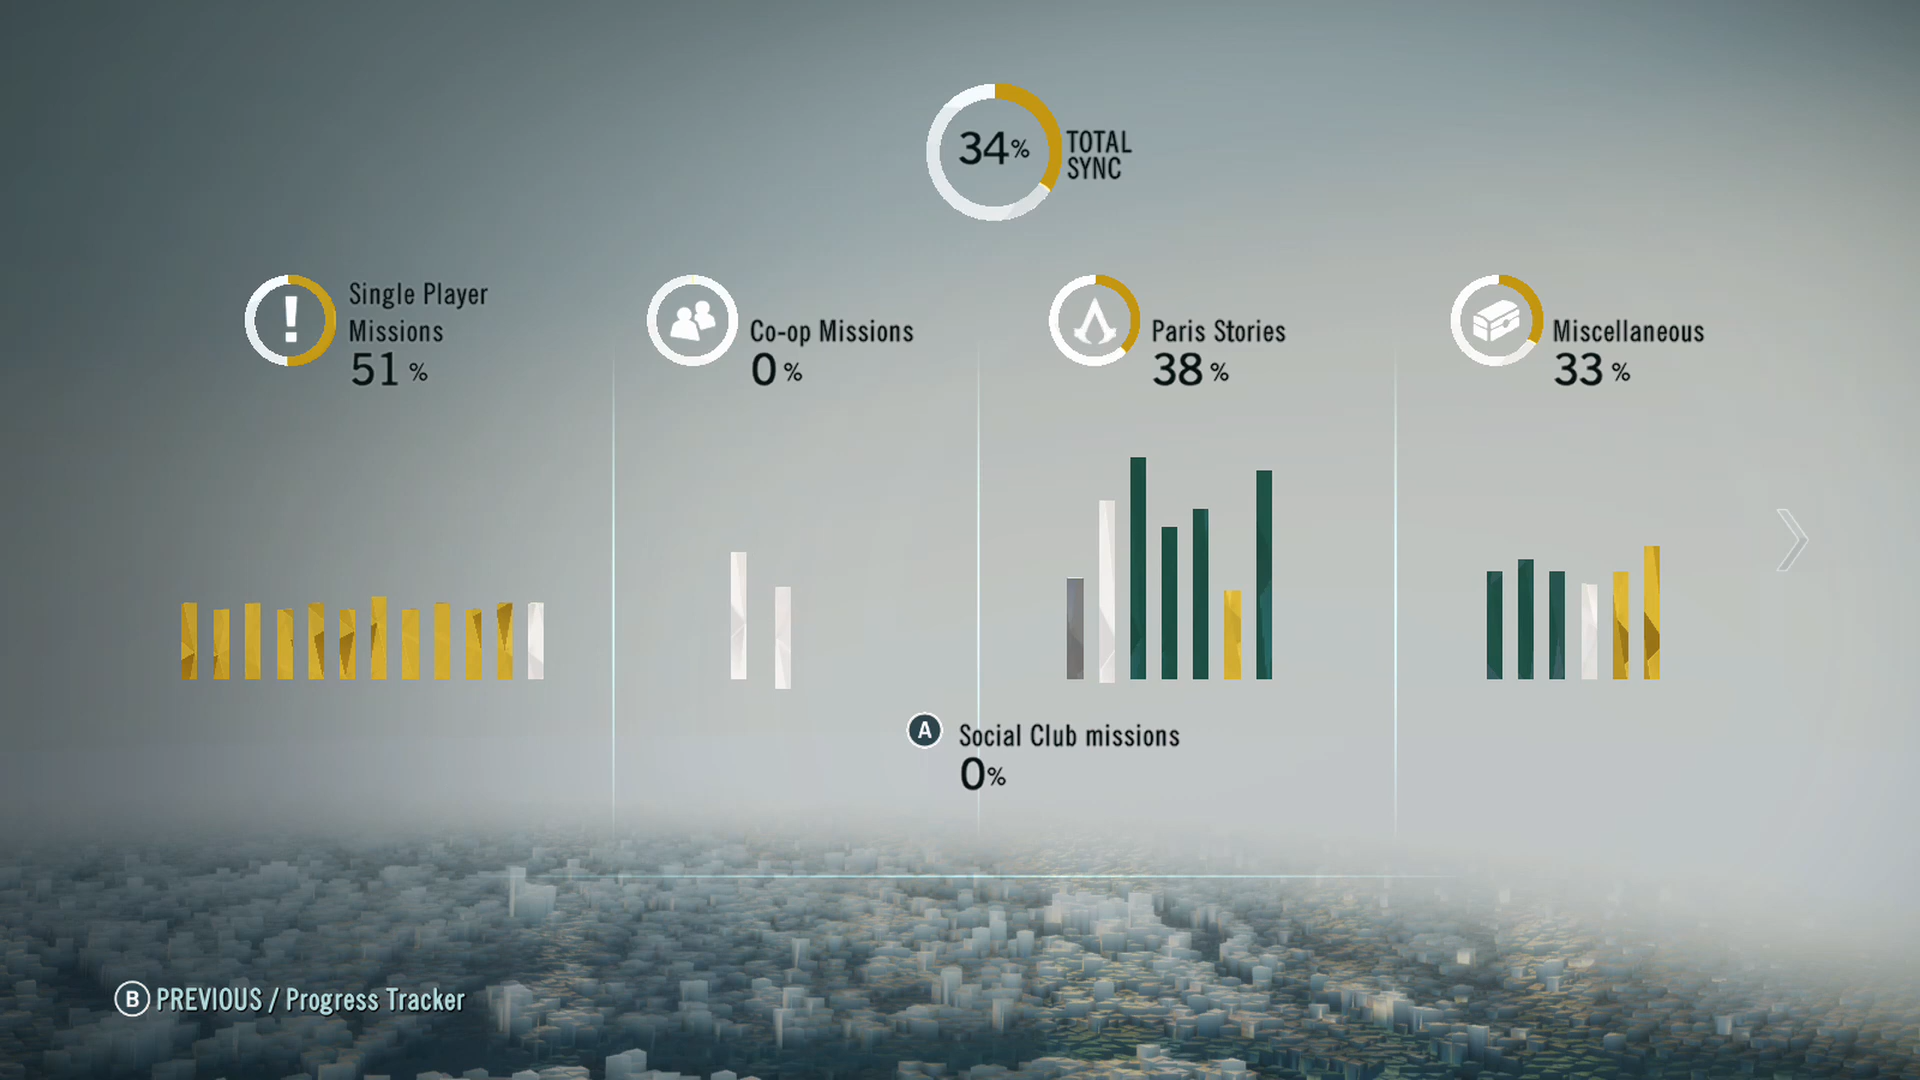 34%
TOTAL
SYNC
Single Player
Missions
51 %
Co-op Missions
0 %
Paris Stories
38 %
Miscellaneous
33 %
A Social Club missions
0%
B PREVIOUS / Progress Tracker